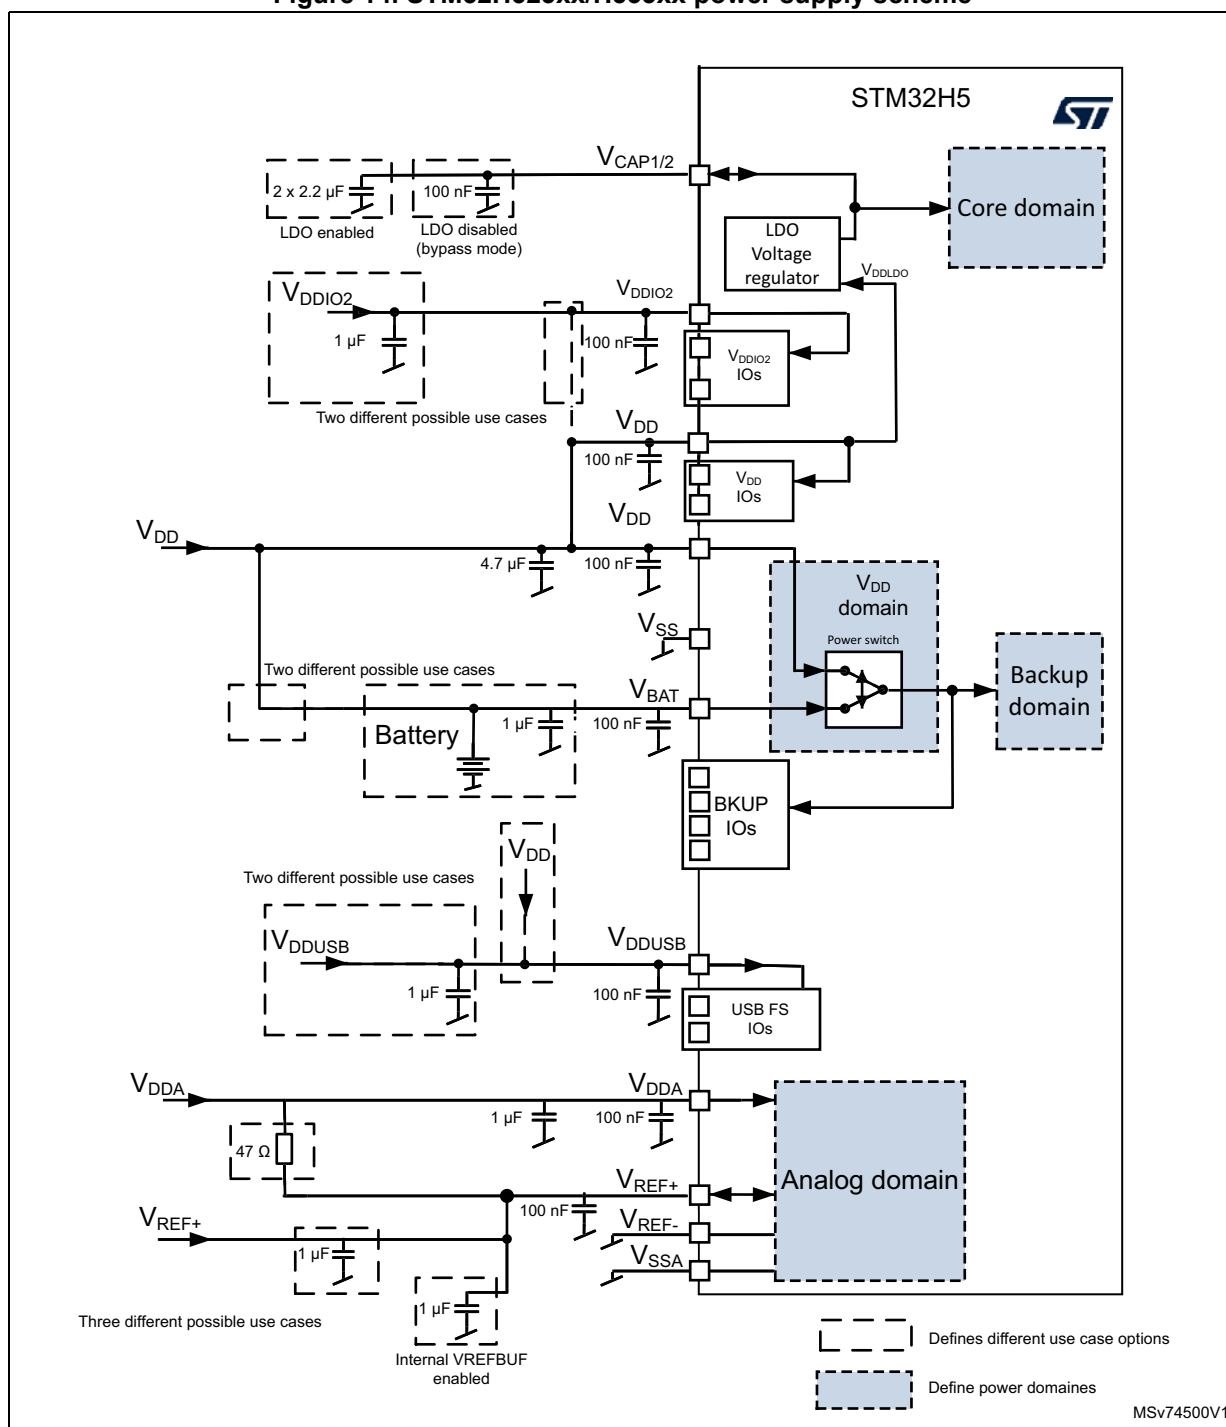 STM32H5
VCAP1/2
2 x 2.2 µF
100 nF
LDO enabled
LDO disabled
(bypass mode)
Core domain
LDO
Voltage
regulator
VDDLDO
VDDIO2
VDDIO2
1 µF
100 nF
VDDIO2
IOs
Two different possible use cases
VDD
100 nF
VDD
IOs
VDD
VDD
4.7 µF
100 nF
VDD
domain
VSS
Power switch
Two different possible use cases
VBAT
Backup
domain
Battery
1 µF
100 nF
BKUP
IOs
VDD
Two different possible use cases
VDDUSB
VDDUSB
1 µF
100 nF
USB FS
IOs
VDDA
VDDA
1 µF
100 nF
47 Ω
Analog domain
VREF+
100 nF
VREF+
VREF-
1 µF
VSSA
1 µF
Three different possible use cases
Internal VREFBUF
enabled
Defines different use case options
Define power domaines
MSv74500V1